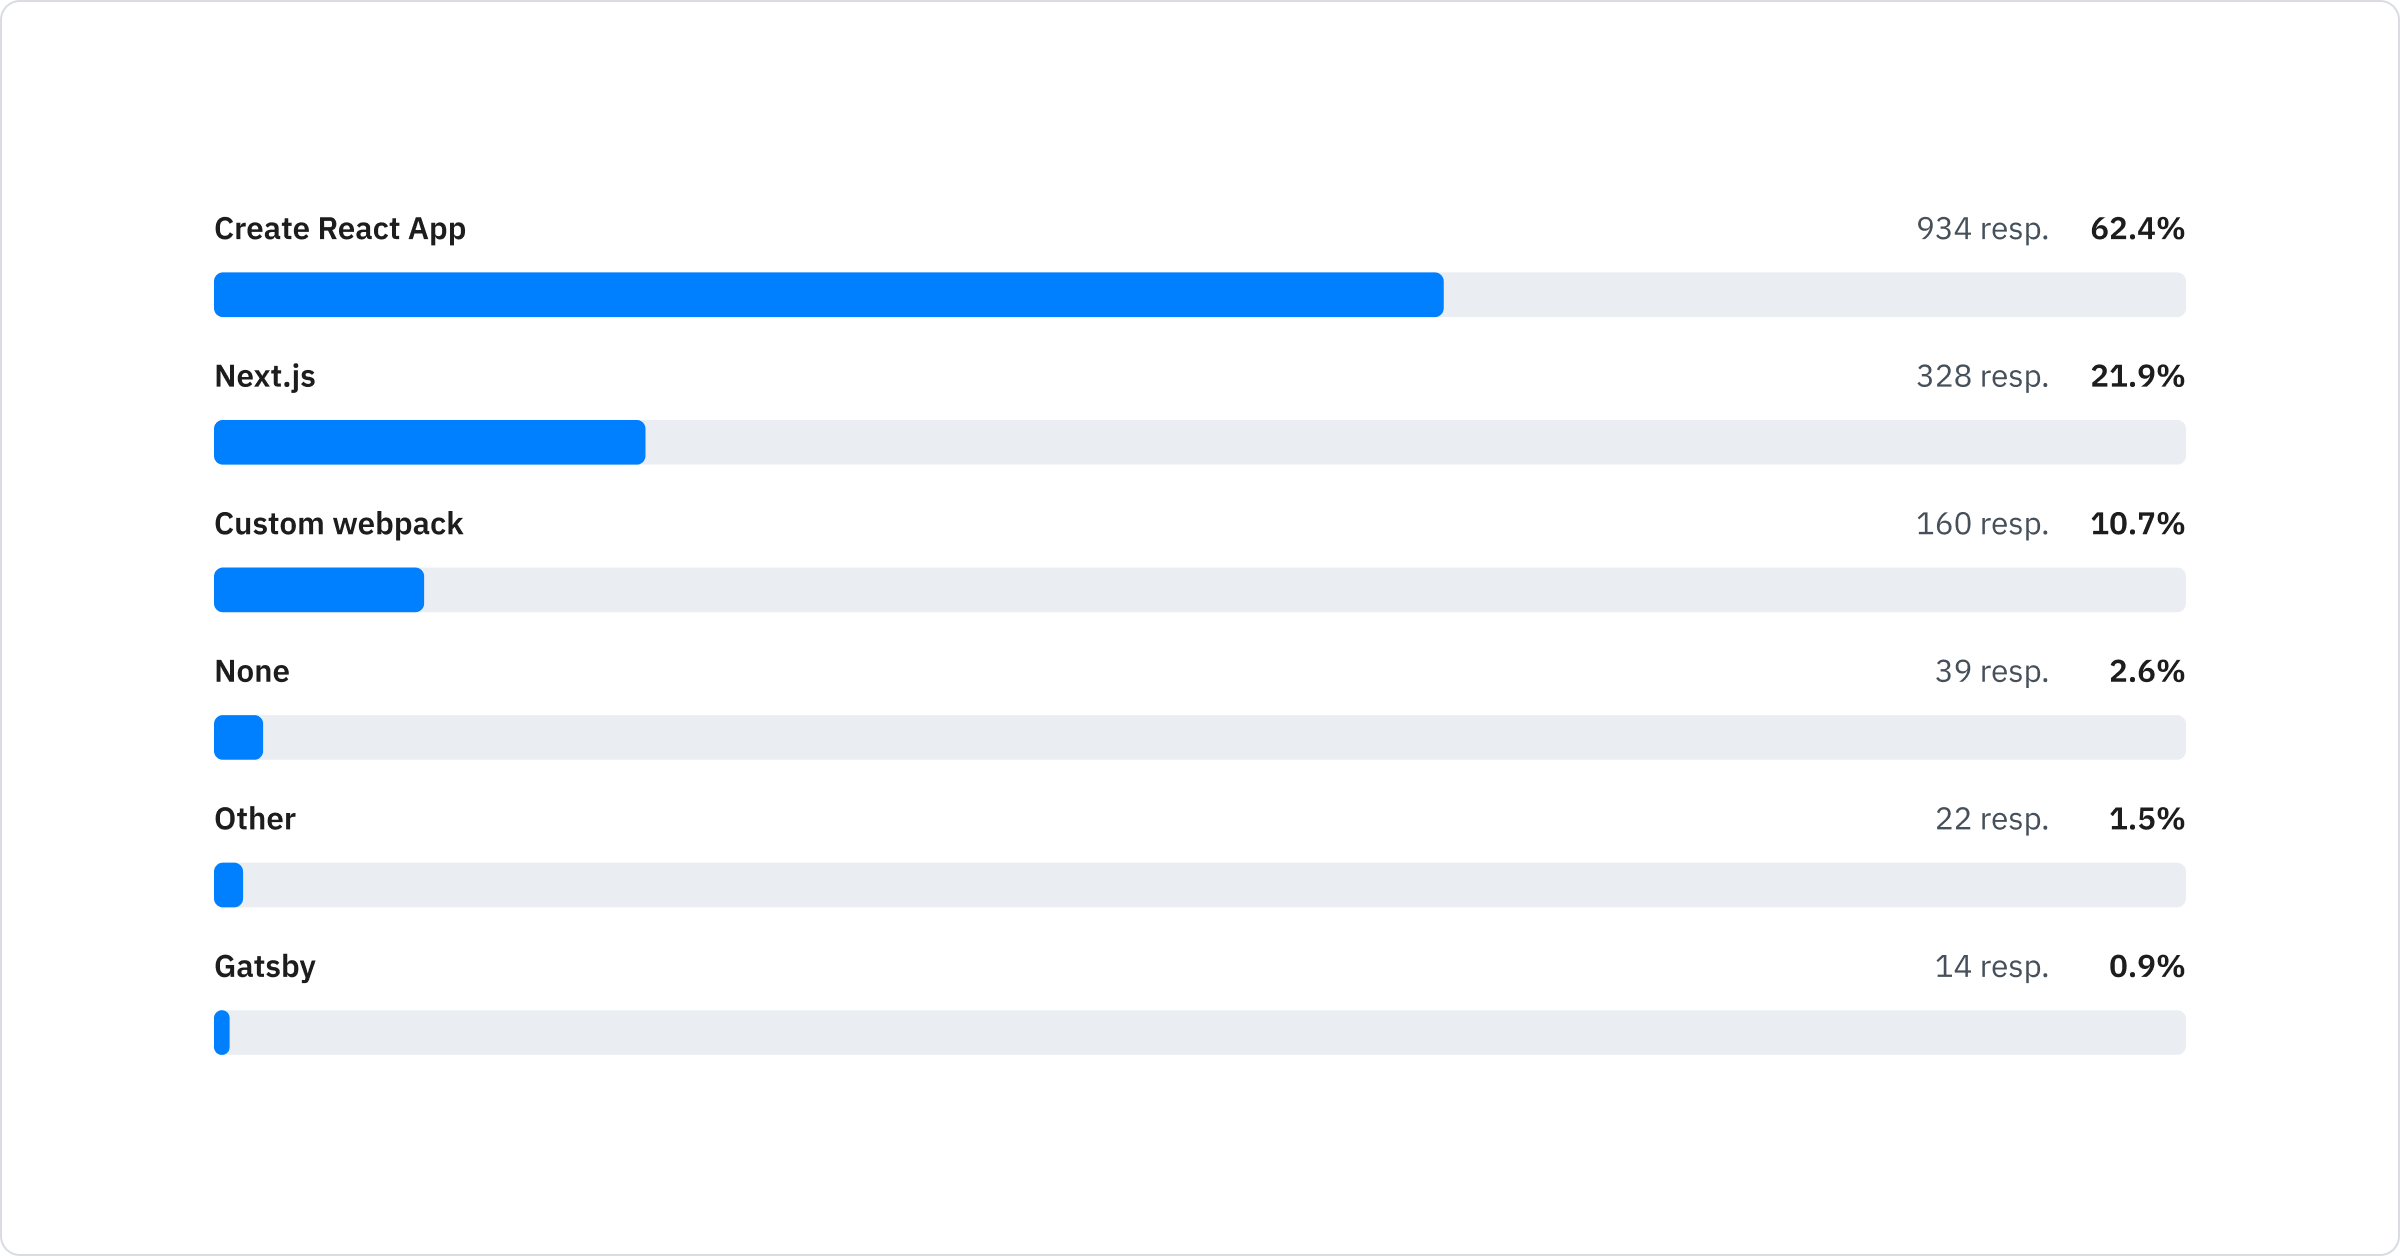 Create React App 934 resp. 62.4%
Next.js 328 resp. 21.9%
Custom webpack 160 resp. 10.7%
None 39 resp. 2.6%
Other 22 resp. 1.5%
Gatsby 14 resp. 0.9%